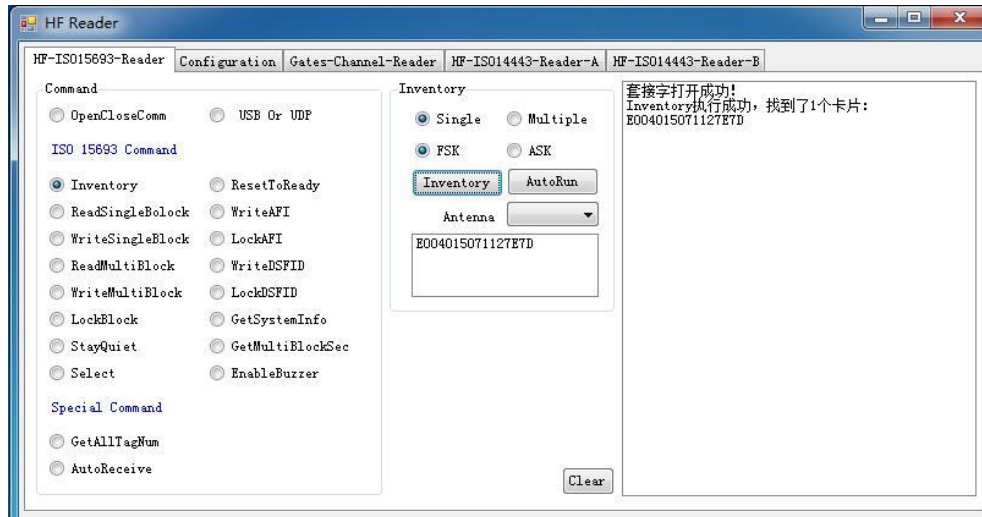 HF Reader
HF-ISO15693-Reader
Configuration
Gates-Channel-Reader
HF-ISO14443-Reader-A
HF-ISO14443-Reader-B
Command
OpenCloseComm
USB Or UDP
ISO 15693 Command
Inventory
ResetToReady
ReadSingleBolock
WriteAFI
WriteSingleBlock
LockAFI
ReadMultiBlock
WriteDSFID
WriteMultiBlock
LockDSFID
LockBlock
GetSystemInfo
StayQuiet
GetMultiBlockSec
Select
EnableBuzzer
Special Command
GetAllTagNum
AutoReceive
Inventory
Single
Multiple
FSK
ASK
Inventory
AutoRun
Antenna
E004015071127E7D
Clear
套接字打开成功!
Inventory执行成功，找到了1个卡片：
E004015071127E7D